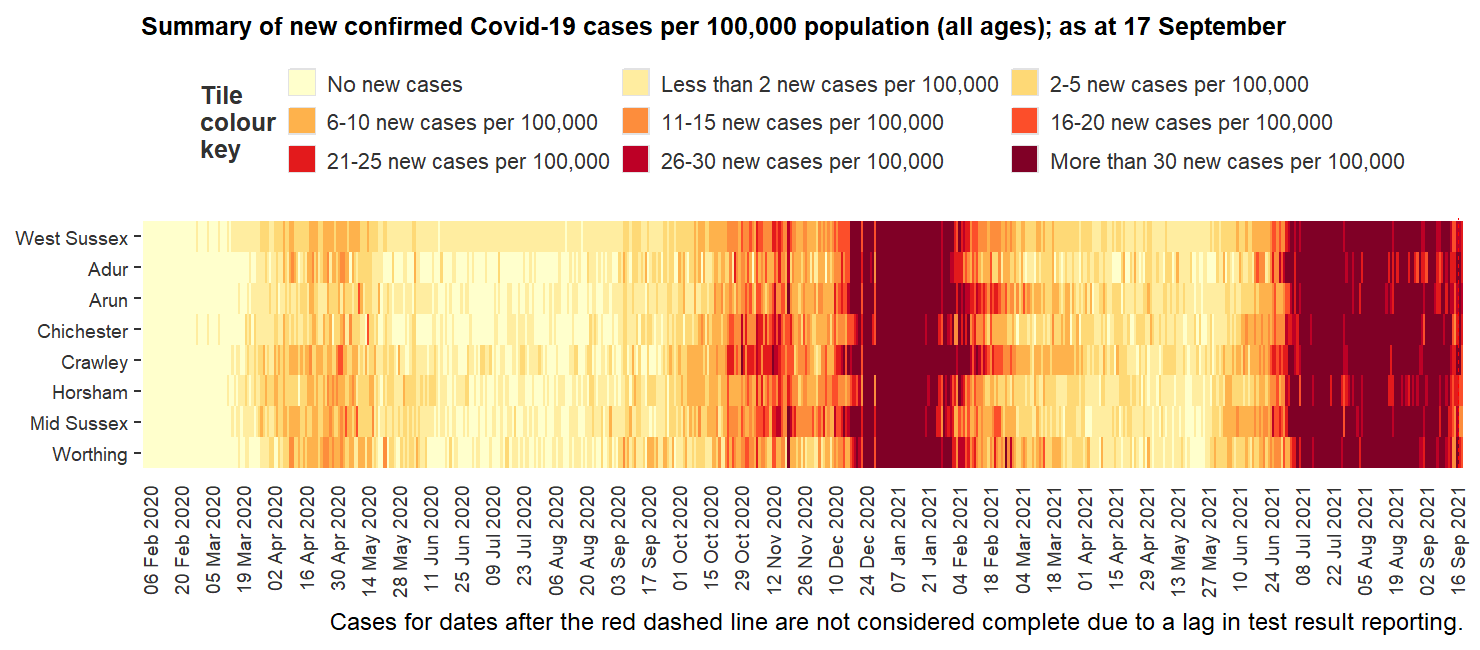 Summary of new confirmed Covid-19 cases per 100,000 population (all ages); as at 17 September
Tile
colour
key
No new cases
Less than 2 new cases per 100,000
2-5 new cases per 100,000
6-10 new cases per 100,000
11-15 new cases per 100,000
16-20 new cases per 100,000
21-25 new cases per 100,000
26-30 new cases per 100,000
More than 30 new cases per 100,000
West Sussex
Adur
Arun
Chichester
Crawley
Horsham
Mid Sussex
Worthing
06 Feb 2020
20 Feb 2020
05 Mar 2020
19 Mar 2020
02 Apr 2020
16 Apr 2020
30 Apr 2020
14 May 2020
28 May 2020
11 Jun 2020
25 Jun 2020
09 Jul 2020
23 Jul 2020
06 Aug 2020
20 Aug 2020
03 Sep 2020
17 Sep 2020
01 Oct 2020
15 Oct 2020
29 Oct 2020
12 Nov 2020
26 Nov 2020
10 Dec 2020
24 Dec 2020
07 Jan 2021
21 Jan 2021
04 Feb 2021
18 Feb 2021
04 Mar 2021
18 Mar 2021
01 Apr 2021
15 Apr 2021
29 Apr 2021
13 May 2021
27 May 2021
10 Jun 2021
24 Jun 2021
08 Jul 2021
22 Jul 2021
05 Aug 2021
19 Aug 2021
02 Sep 2021
16 Sep 2021
Cases for dates after the red dashed line are not considered complete due to a lag in test result reporting.